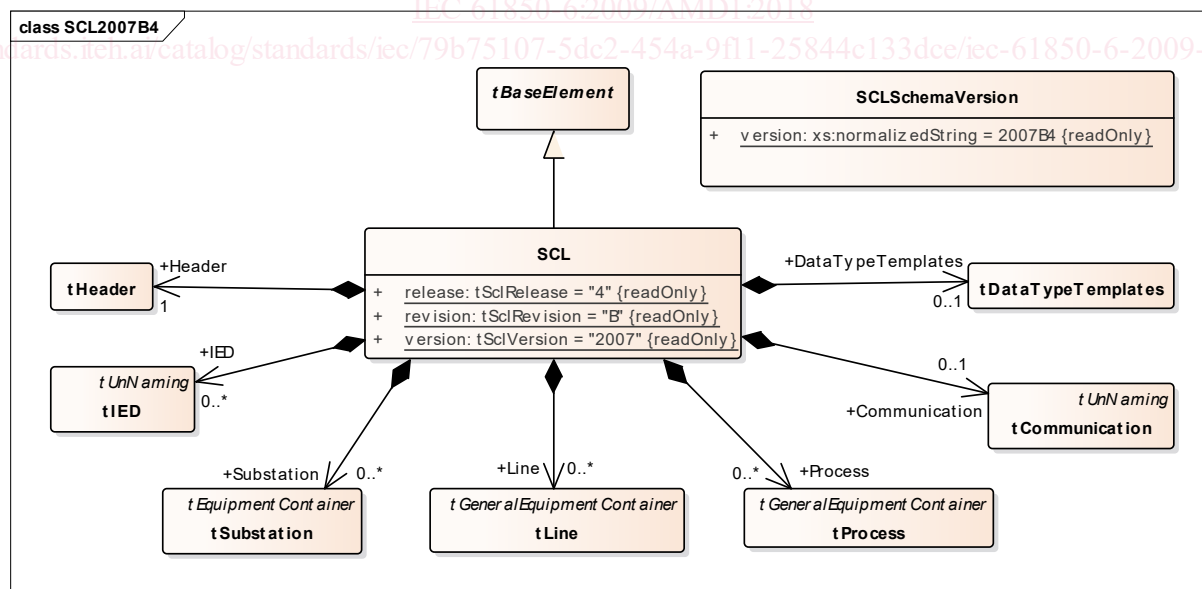 IEC 61850-6:2009/AMD1:2018
class SCL2007B4
dards.iteh.ai/catalog/standards/iec/79b75107-5dc2-454a-9f11-25844c133dce/iec-61850-6-2009-
tBaseElement
SCLSchemaVersion
+ version: xs:normalizedString = 2007B4 {readOnly}
SCL
+ release: tSclRelease = "4" {readOnly}
+ revision: tSclRevision = "B" {readOnly}
+ version: tSclVersion = "2007" {readOnly}
+Header
1
tHeader
+DataTypeTemplates
0..1
tDataTypeTemplates
+IED
0..*
tUnNaming
tIED
0..1
+Communication
tUnNaming
tCommunication
+Substation
0..*
tEquipmentContainer
tSubstation
+Line
0..*
tGeneralEquipmentContainer
tLine
0..*
+Process
tGeneralEquipmentContainer
tProcess